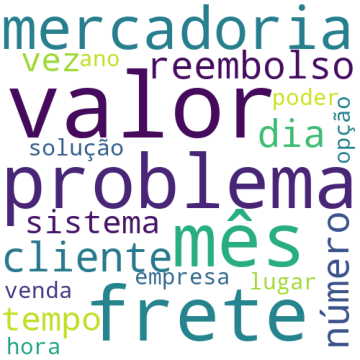 mercadoria
vez
ano
reembolso
valor
poder
opção
dia
solução
problema
sistema
mês
número
cliente
empresa
lugar
venda
frete
tempo
hora